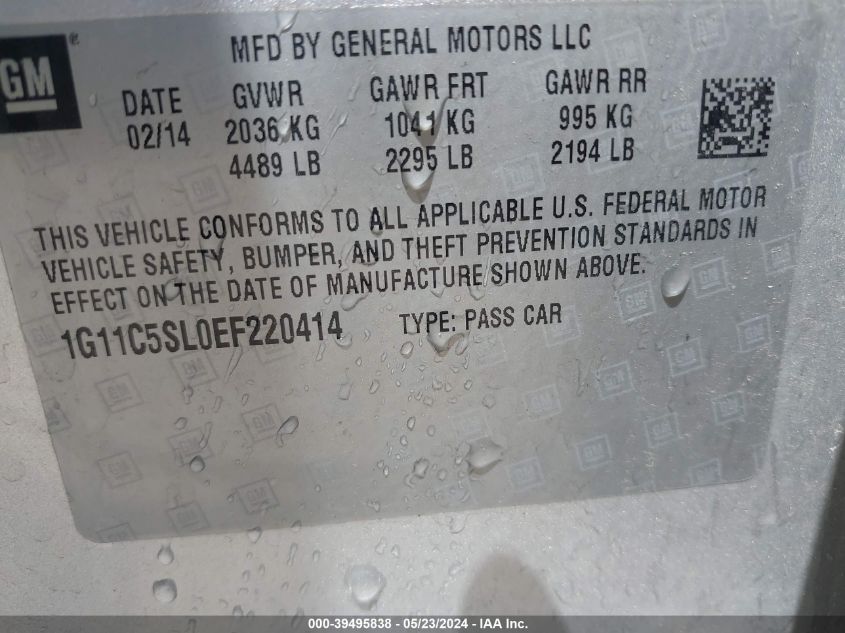 GM ®
MFD BY GENERAL MOTORS LLC
DATE GVWR GAWR FRT GAWR RR
02/14 2036 KG 1041 KG 995 KG
4489 LB 2295 LB 2194 LB
THIS VEHICLE CONFORMS TO ALL APPLICABLE U.S. FEDERAL MOTOR
VEHICLE SAFETY, BUMPER, AND THEFT PREVENTION STANDARDS IN
EFFECT ON THE DATE OF MANUFACTURE SHOWN ABOVE.
1G11C5SL0EF220414 TYPE: PASS CAR
000-39495838 - 05/23/2024 - IAA Inc.